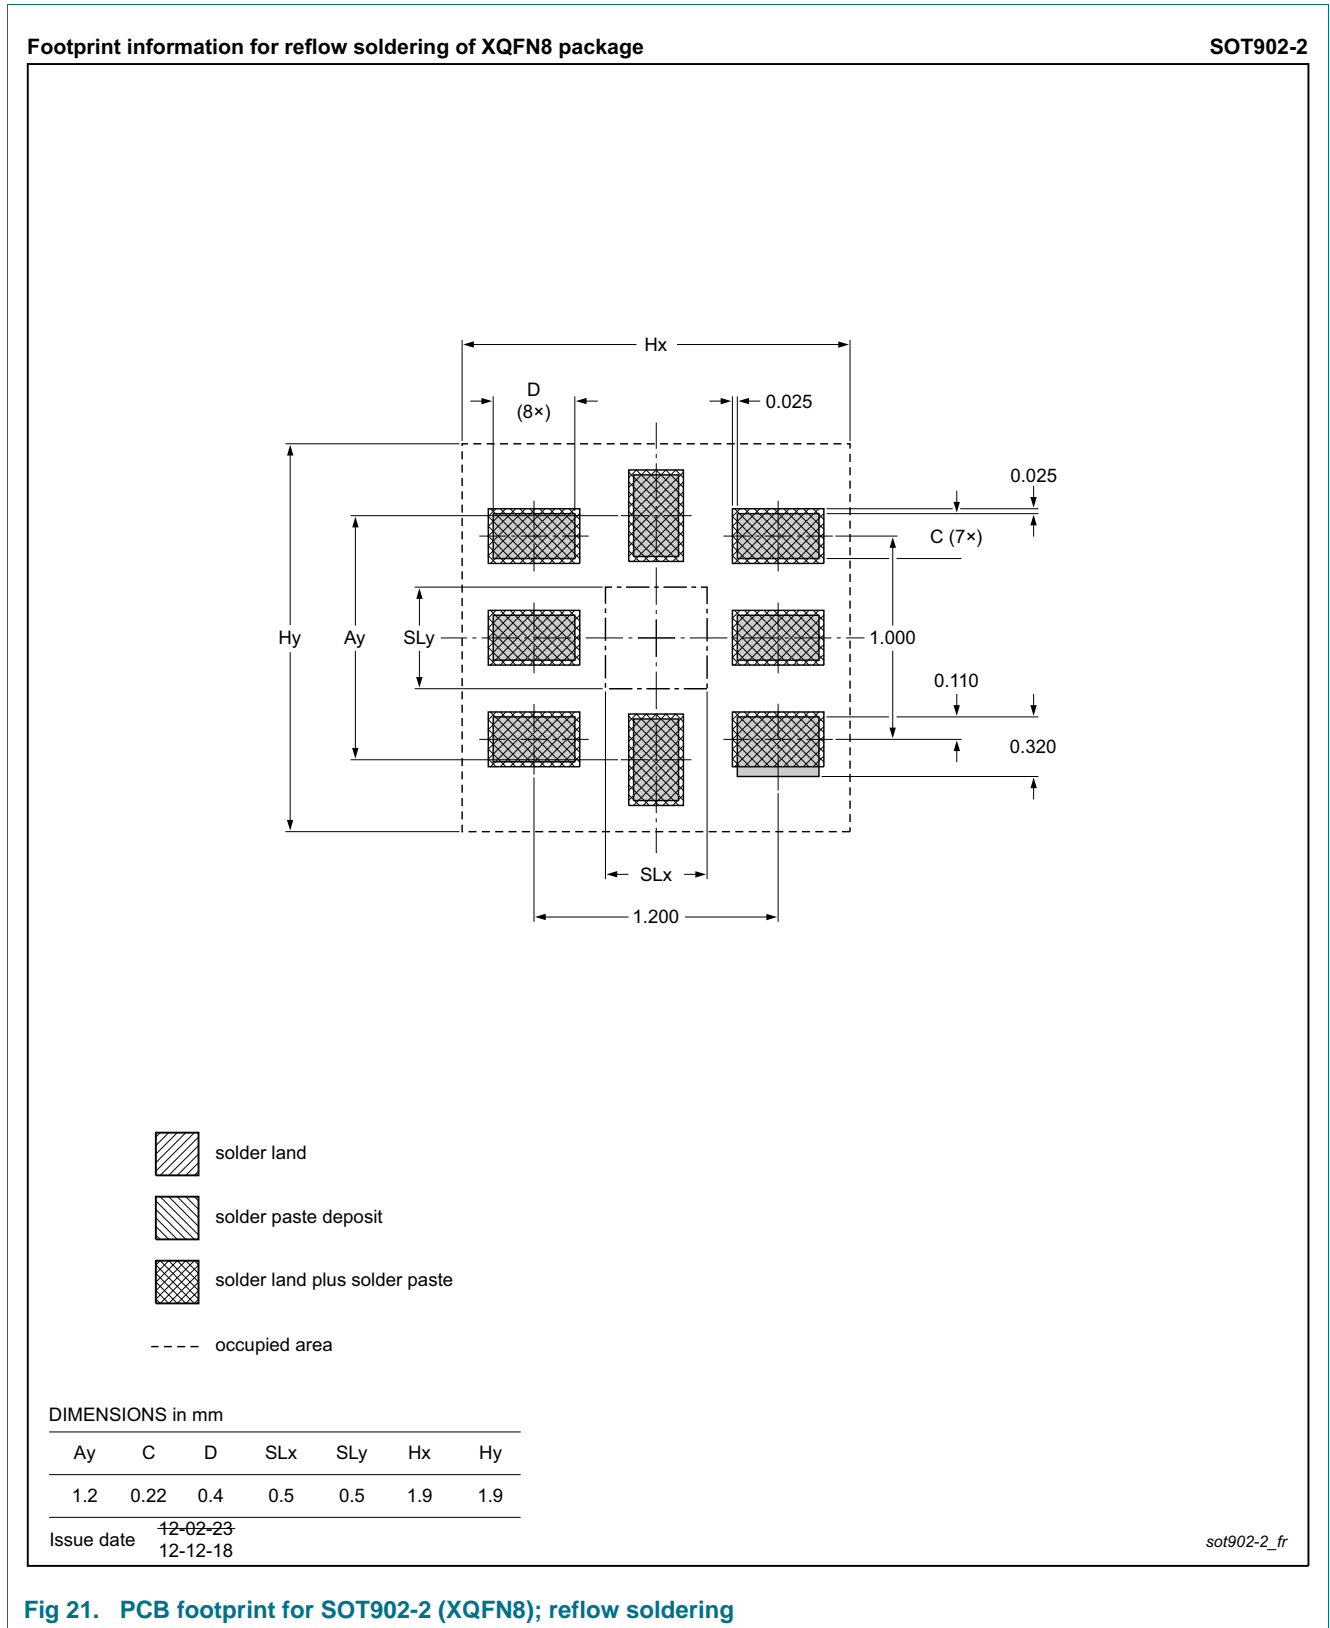 Footprint information for reflow soldering of XQFN8 package SOT902-2
Hx
D
(8×)
0.025
0.025
C (7×)
Hy
Ay
SLy
1.000
0.110
0.320
SLx
1.200
solder land
solder paste deposit
solder land plus solder paste
occupied area
DIMENSIONS in mm
Ay C D SLx SLy Hx Hy
1.2 0.22 0.4 0.5 0.5 1.9 1.9
Issue date 12-02-23
12-12-18
sot902-2_fr
Fig 21. PCB footprint for SOT902-2 (XQFN8); reflow soldering